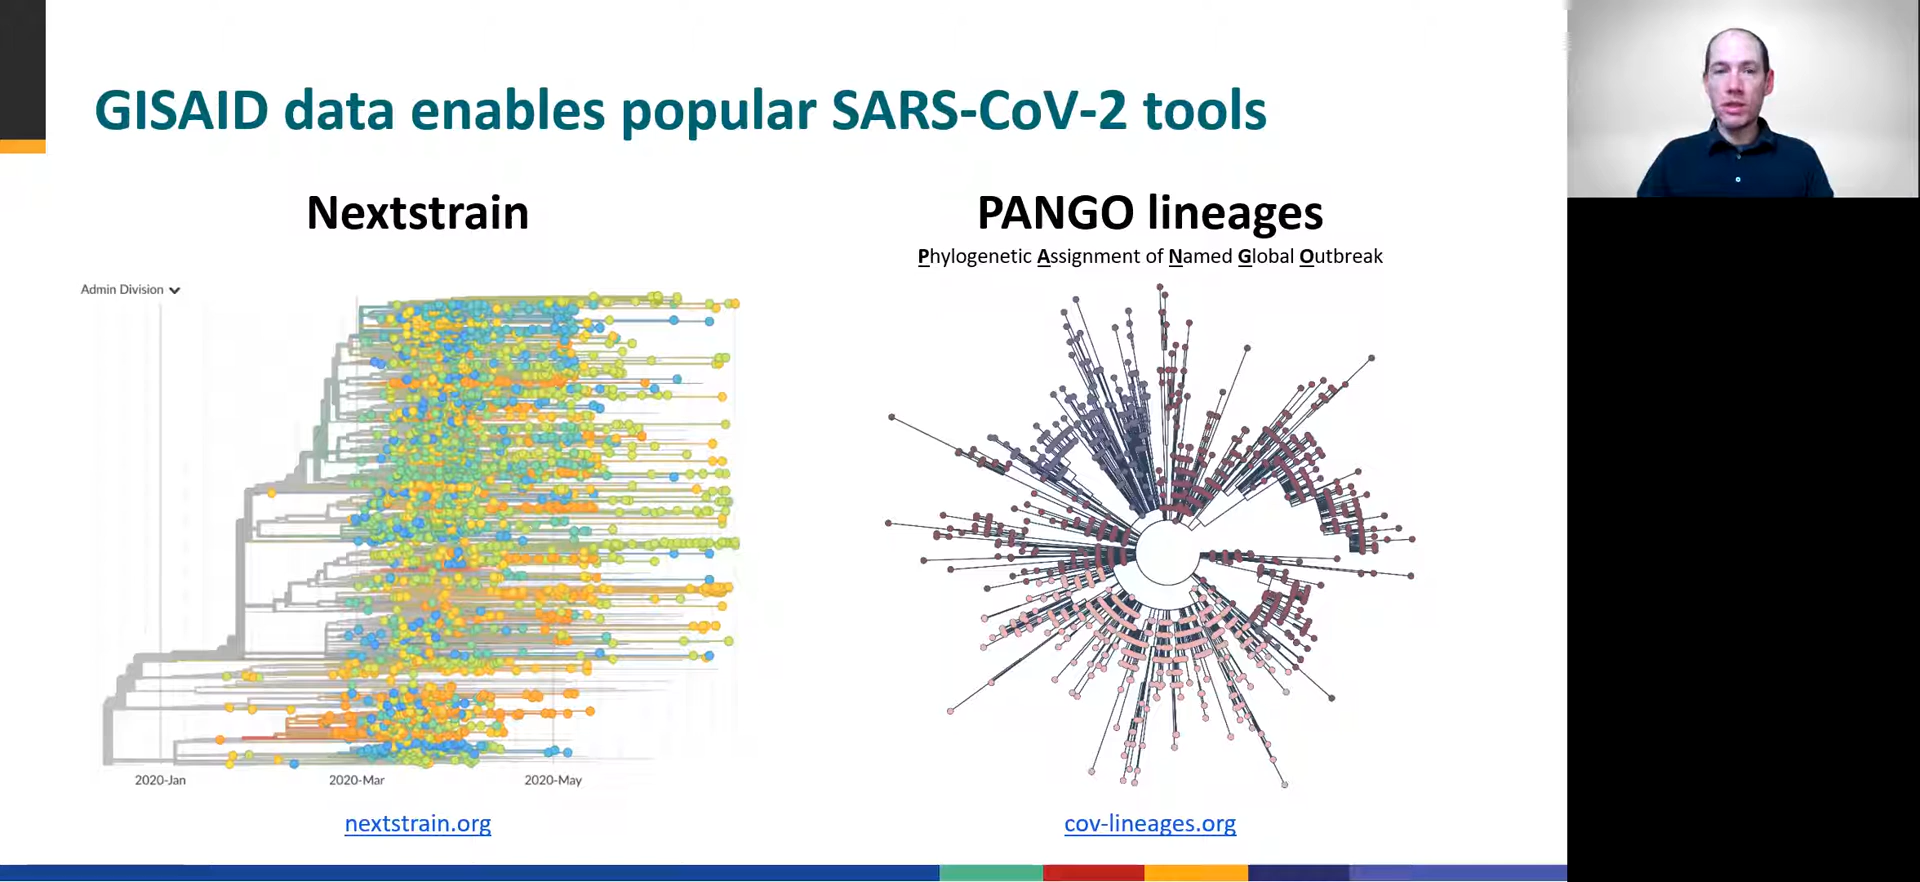 GISAID data enables popular SARS-CoV-2 tools
Nextstrain
Admin Division
2020-Jan
2020-Mar
2020-May
nextstrain.org
PANGO lineages
Phylogenetic Assignment of Named Global Outbreak
cov-lineages.org